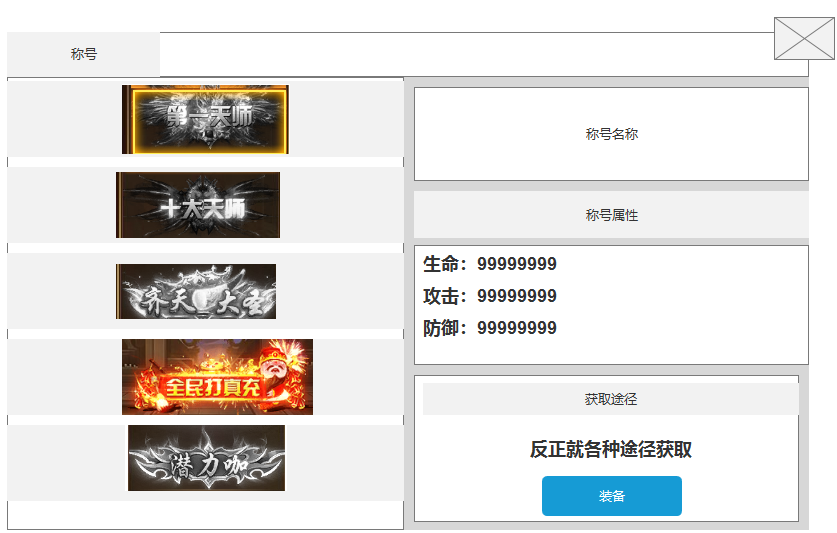 称号
第一天师
十大天师
齐天大圣
全民打真充
潜力咖
称号名称
称号属性
生命：99999999
攻击：99999999
防御：99999999
获取途径
反正就各种途径获取
装备